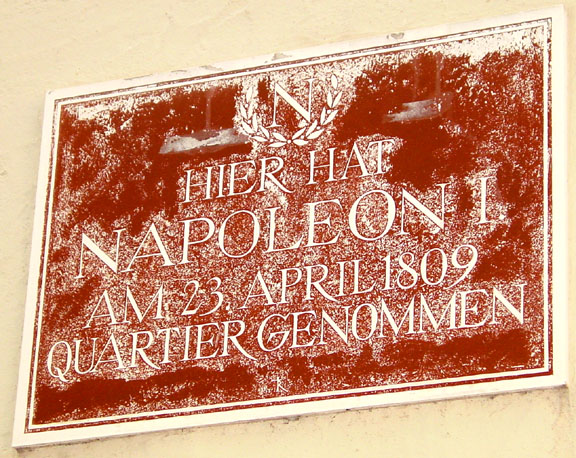 N
HIER HAT
NAPOLEON I.
AM 23. APRIL 1809
QUARTIER GENOMMEN
K